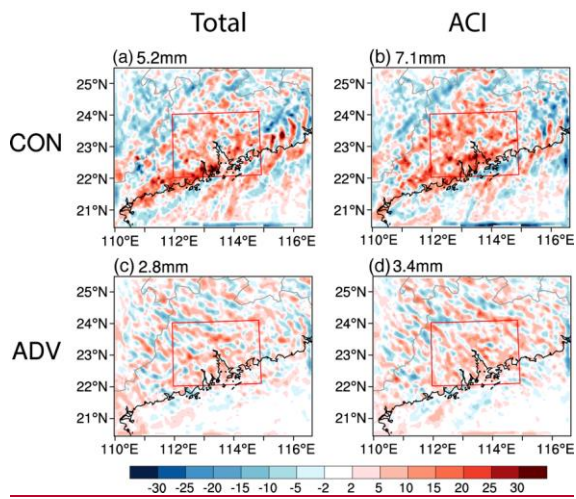 Total ACI
(a) 5.2mm (b) 7.1mm
25°N 25°N
24°N 24°N
CON 23°N 23°N
22°N 22°N
21°N 21°N
110°E 112°E 114°E 116°E 110°E 112°E 114°E 116°E
(c) 2.8mm (d) 3.4mm
25°N 25°N
24°N 24°N
ADV 23°N 23°N
22°N 22°N
21°N 21°N
110°E 112°E 114°E 116°E 110°E 112°E 114°E 116°E
-30 -25 -20 -15 -10 -5 -2 2 5 10 15 20 25 30